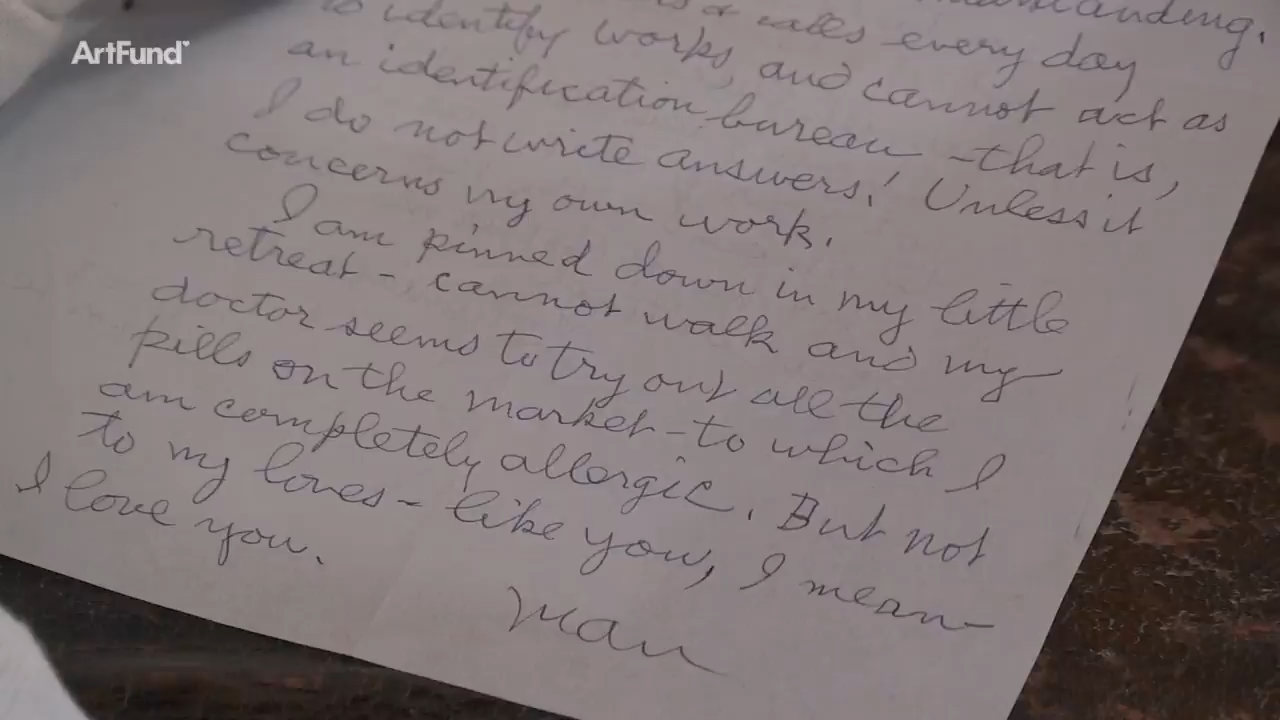 ArtFund
calls every day
to identify works, and cannot act as
an identification bureau - that is,
I do not write answers! Unless it
concerns my own work.
I am pinned down in my little
retreat - cannot walk and my
doctor seems to try out all the
pills on the market - to which I
am completely allergic. But not
to my loves - like you, I mean -
I love you.
Man